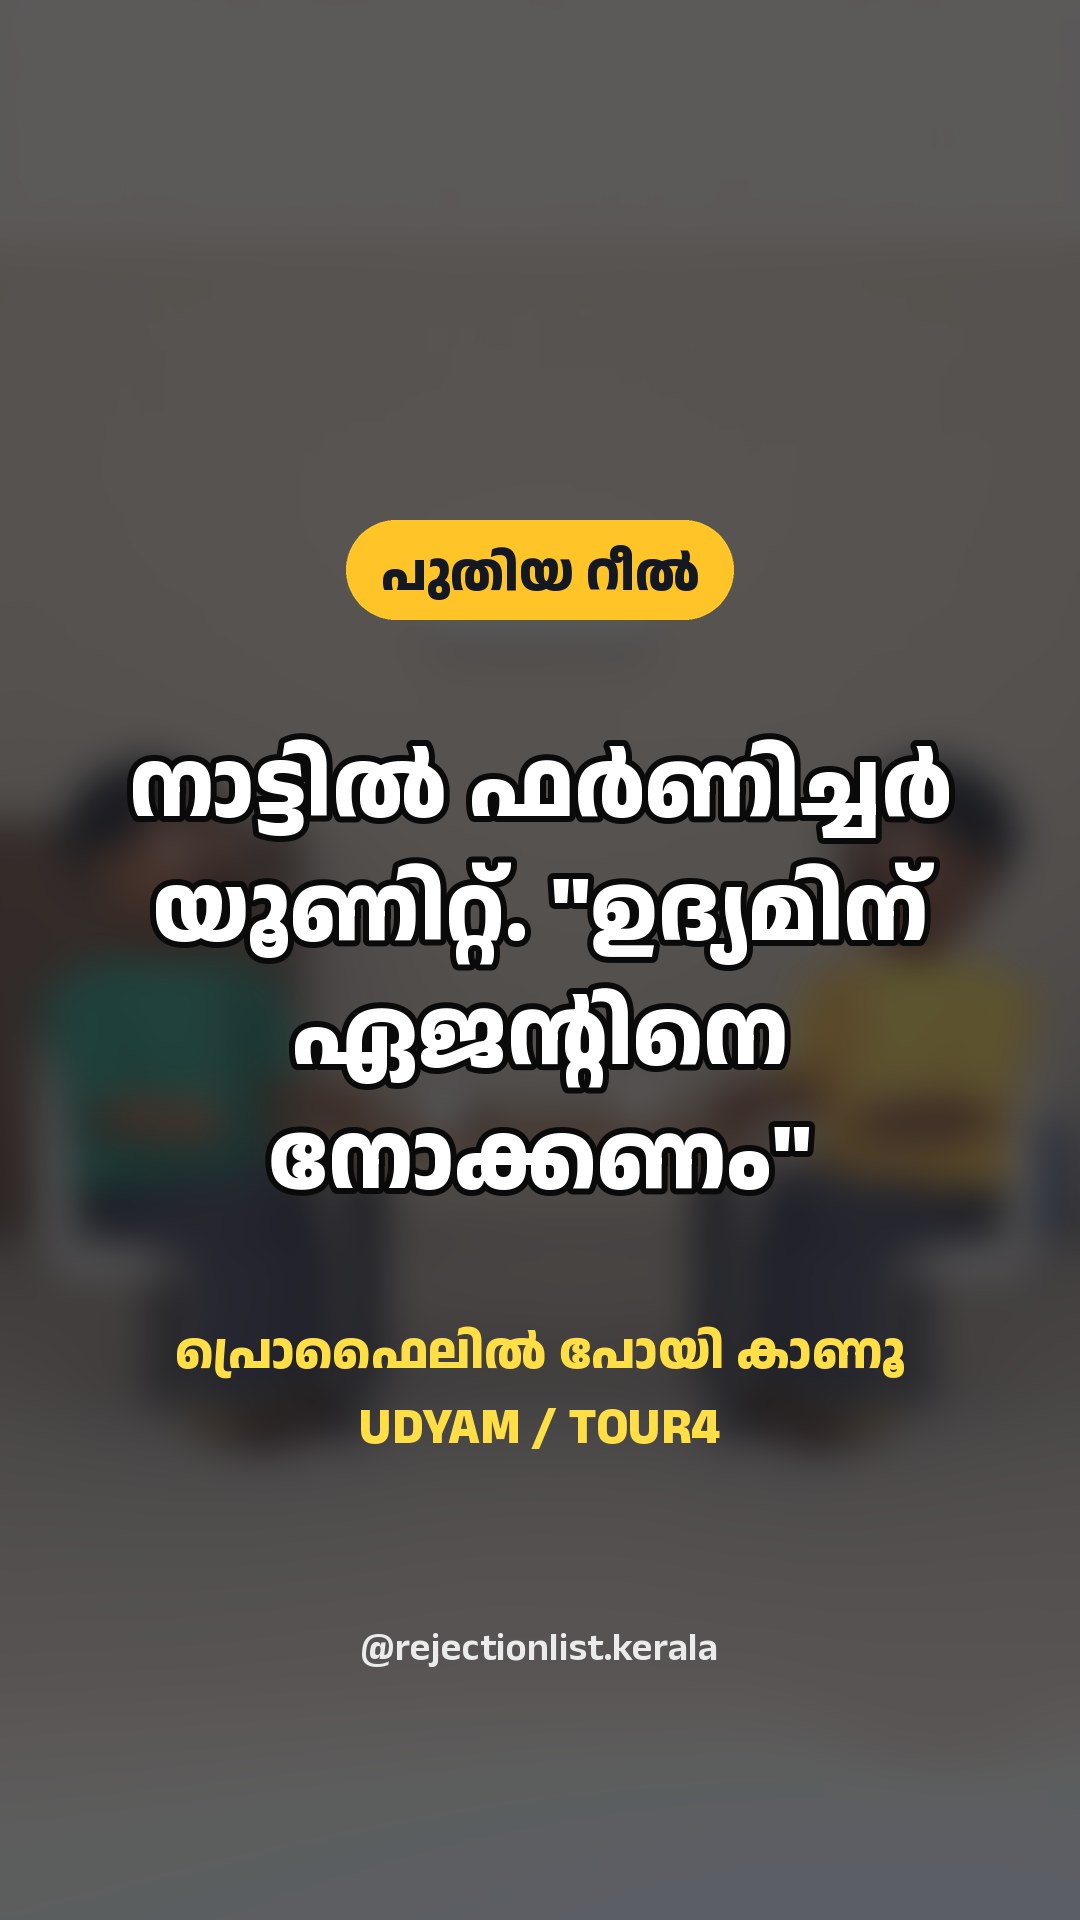 പുതിയ റീൽ
നാട്ടിൽ ഫർണിച്ചർ
യൂണിറ്റ്. "ഉദ്യമിന്
ഏജന്റിനെ
നോക്കണം"
പ്രൊഫൈലിൽ പോയി കാണൂ
UDYAM / TOUR4
@rejectionlist.kerala